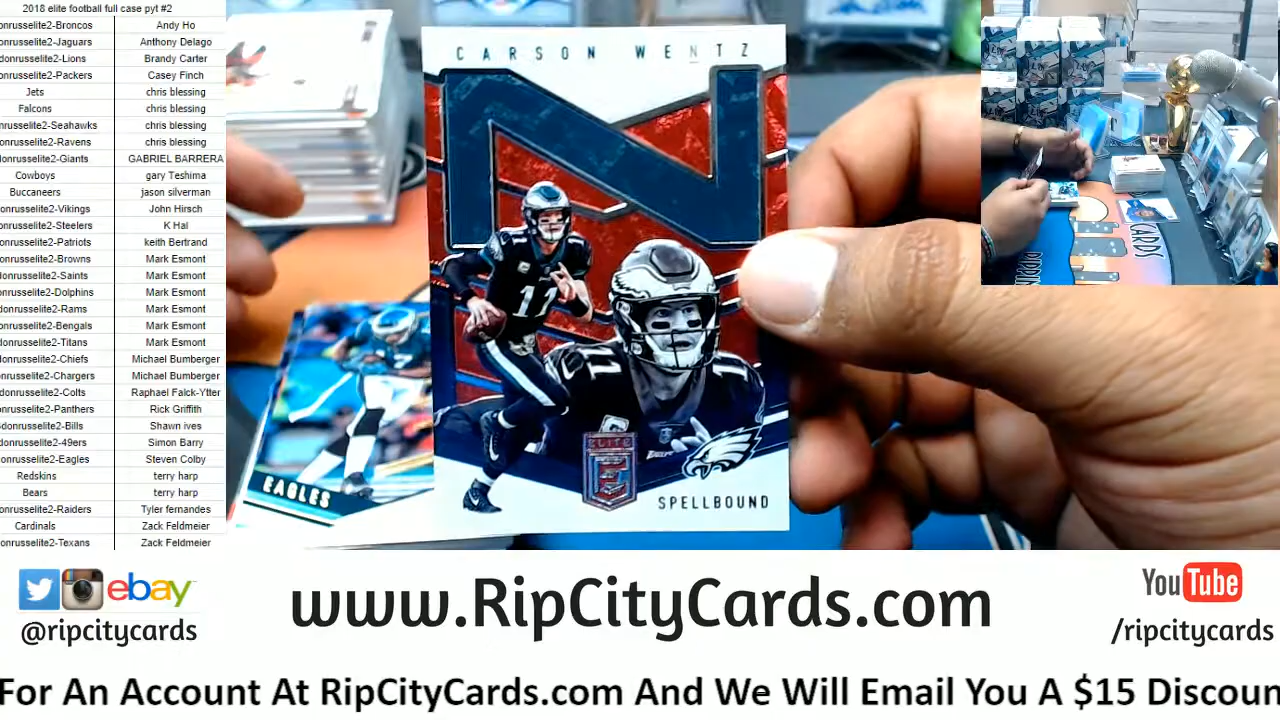 2018 elite football full case pyt #2
onrusselite2-Broncos Andy Ho
donrusselite2-Jaguars Anthony Delago
donrusselite2-Lions Brandy Carter
onrusselite2-Packers Casey Finch
Jets chris blessing
Falcons chris blessing
nrusselite2-Seahawks chris blessing
onrusselite2-Ravens chris blessing
donrusselite2-Giants GABRIEL BARRERA
Cowboys gary Teshima
Buccaneers jason silverman
onrusselite2-Vikings John Hirsch
onrusselite2-Steelers K Hal
onrusselite2-Patriots keith Bertrand
onrusselite2-Browns Mark Esmont
donrusselite2-Saints Mark Esmont
onrusselite2-Dolphins Mark Esmont
donrusselite2-Rams Mark Esmont
onrusselite2-Bengals Mark Esmont
donrusselite2-Titans Mark Esmont
donrusselite2-Chiefs Michael Bumberger
onrusselite2-Chargers Michael Bumberger
donrusselite2-Colts Raphael Falck-Ytter
onrusselite2-Panthers Rick Griffith
donrusselite2-Bills Shawn ives
donrusselite2-49ers Simon Barry
donrusselite2-Eagles Steven Colby
Redskins terry harp
Bears terry harp
onrusselite2-Raiders Tyler fernandes
Cardinals Zack Feldmeier
onrusselite2-Texans Zack Feldmeier
CARSON WENTZ
N
11
11
ELITE
E
SPELLBOUND
EAGLES
CARDS
ebay
@ripcitycards
www.RipCityCards.com
YouTube
/ripcitycards
For An Account At RipCityCards.com And We Will Email You A $15 Discoun